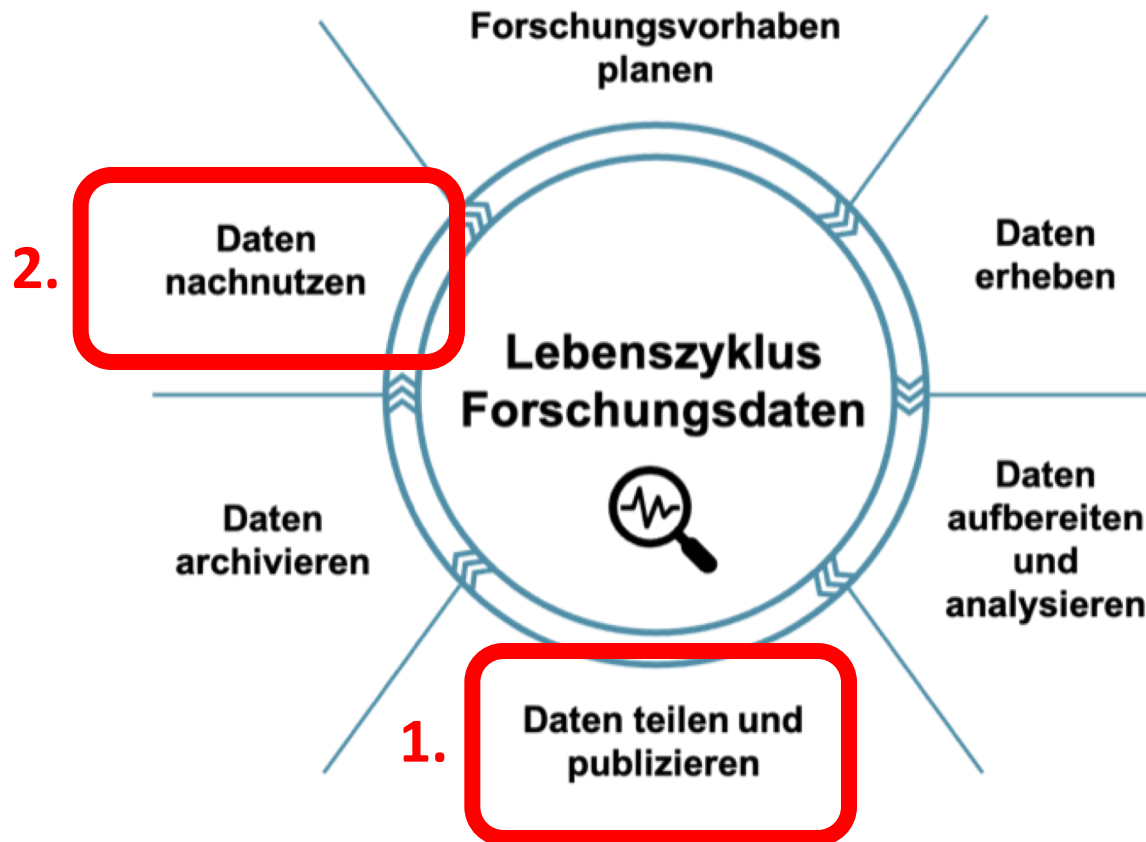 Forschungsvorhaben
planen
Daten
erheben
Daten
aufbereiten
und
analysieren
1.
Daten teilen und
publizieren
Daten
archivieren
2.
Daten
nachnutzen
Lebenszyklus
Forschungsdaten